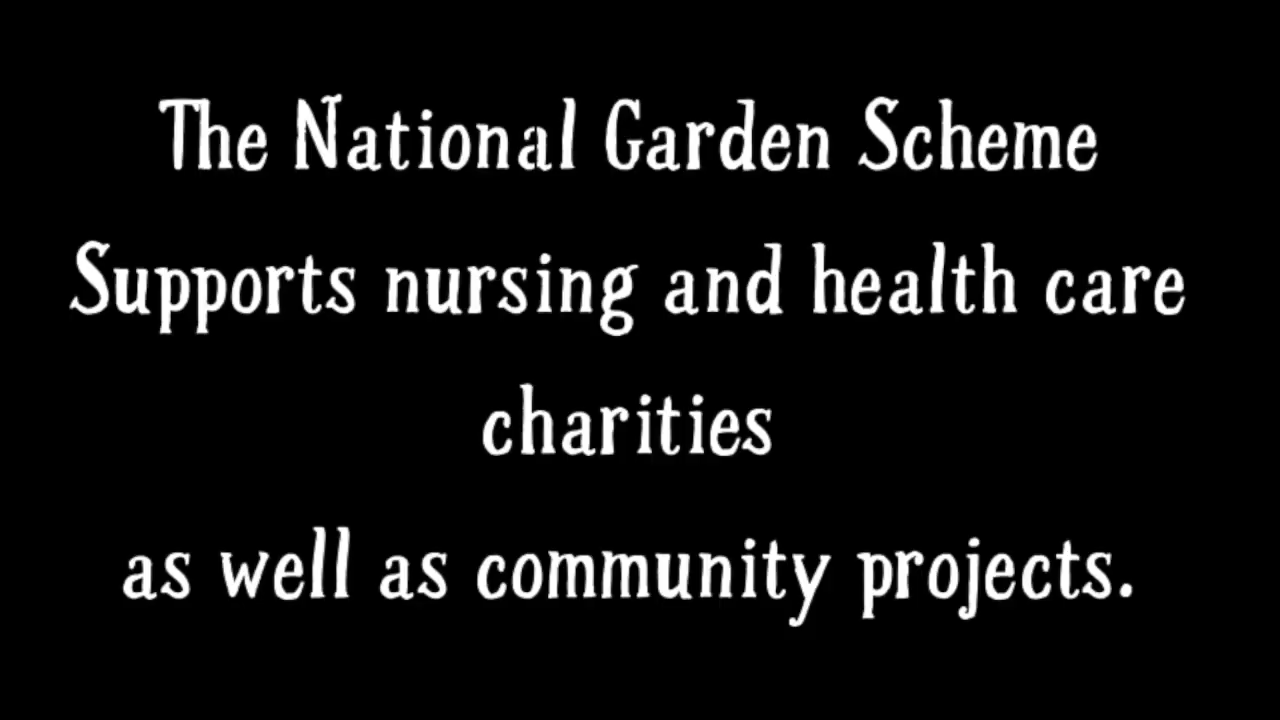 The National Garden Scheme
Supports nursing and health care
charities
as well as community projects.